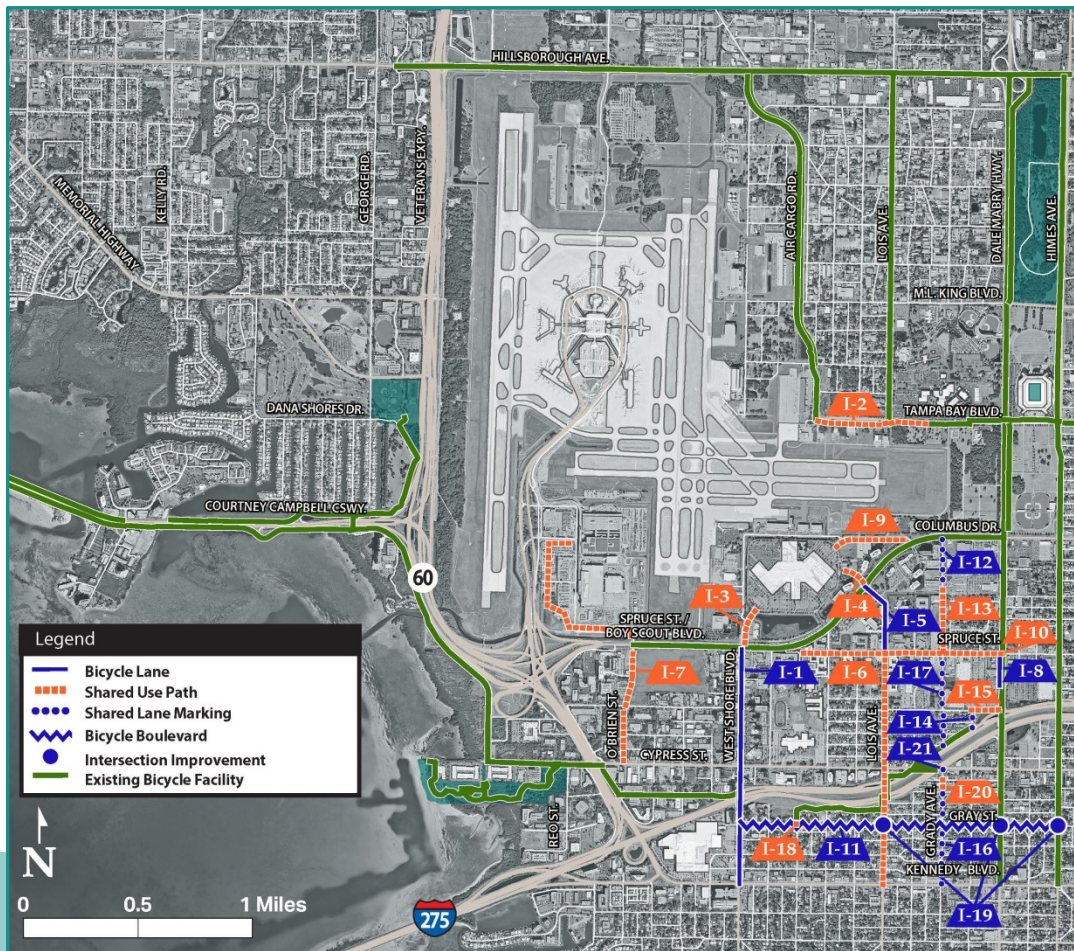 HILLSBOROUGH AVE.
MEMORIAL HIGHWAY
KELLY RD.
GEORGE RD.
VETERANS EXPY.
AIR CARGO RD.
LOIS AVE.
DALE MABRY HWY.
HIMES AVE.
M.L. KING BLVD.
DANA SHORES DR.
I-2
TAMPA BAY BLVD.
COURTNEY CAMPBELL CSWY.
I-9
COLUMBUS DR.
60
I-12
I-3
I-4
I-13
I-5
SPRUCE ST. /
BOY SCOUT BLVD.
SPRUCE ST.
I-10
I-7
I-1
I-6
I-17
I-15
I-8
I-14
O'BRIEN ST.
WEST SHORE BLVD.
LOIS AVE.
CYPRESS ST.
I-21
I-20
GRADY AVE.
GRAY ST.
REO ST.
I-18
I-11
I-16
KENNEDY BLVD.
I-19
275
Legend
Bicycle Lane
Shared Use Path
Shared Lane Marking
Bicycle Boulevard
Intersection Improvement
Existing Bicycle Facility
N
0 0.5 1 Miles